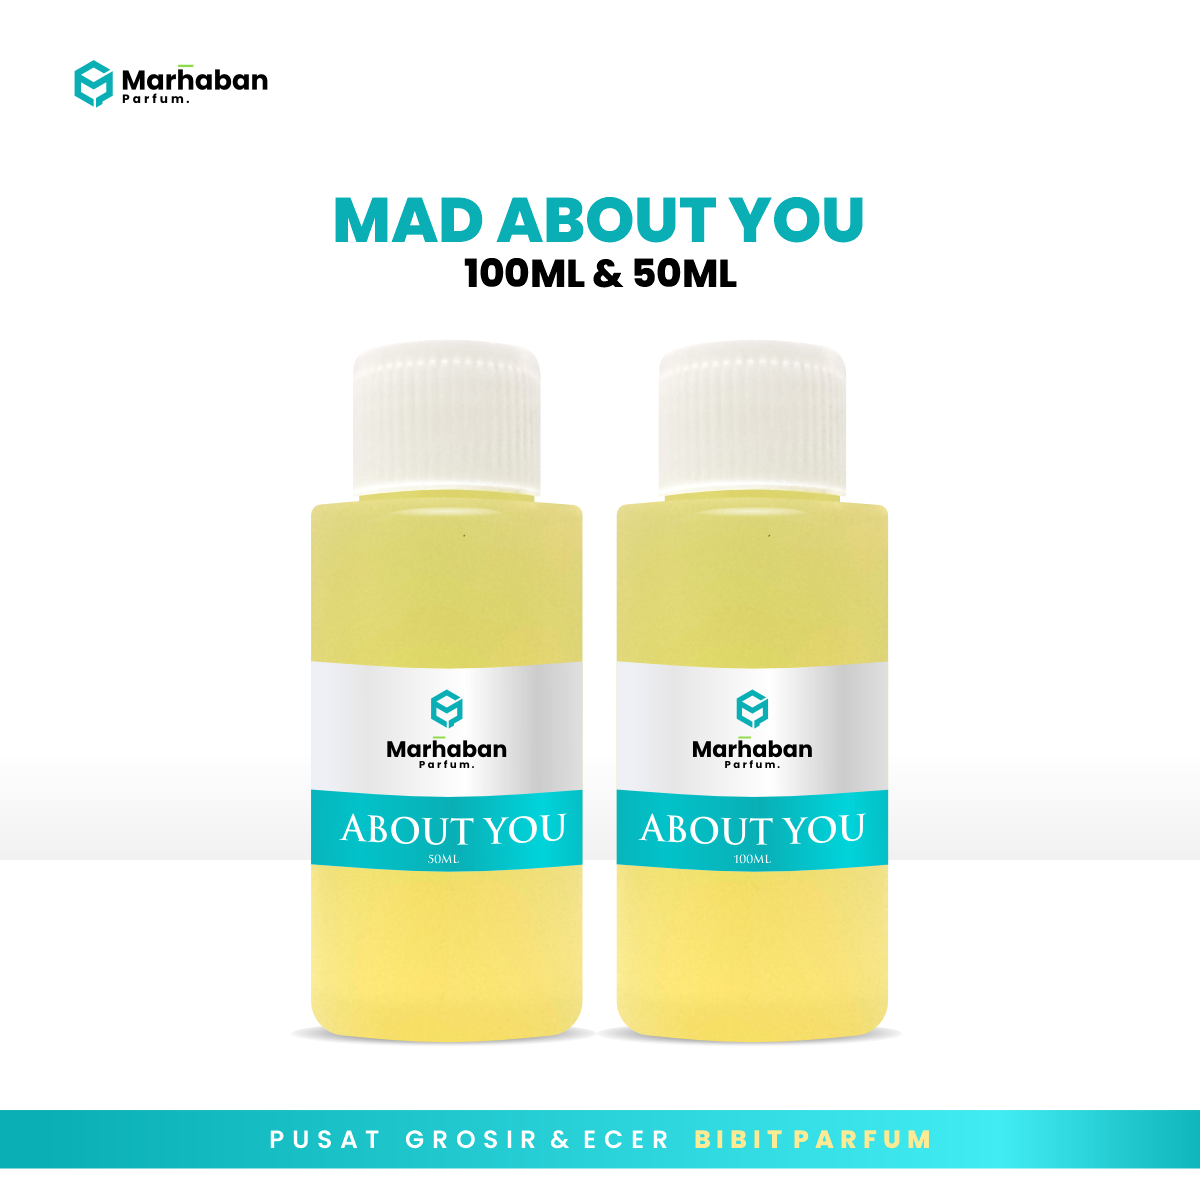 Marhaban
Parfum.
MAD ABOUT YOU
100ML & 50ML
Marhaban
Parfum.
ABOUT YOU
50ML
Marhaban
Parfum.
ABOUT YOU
100ML
PUSAT GROSIR & ECER BIBIT PARFUM